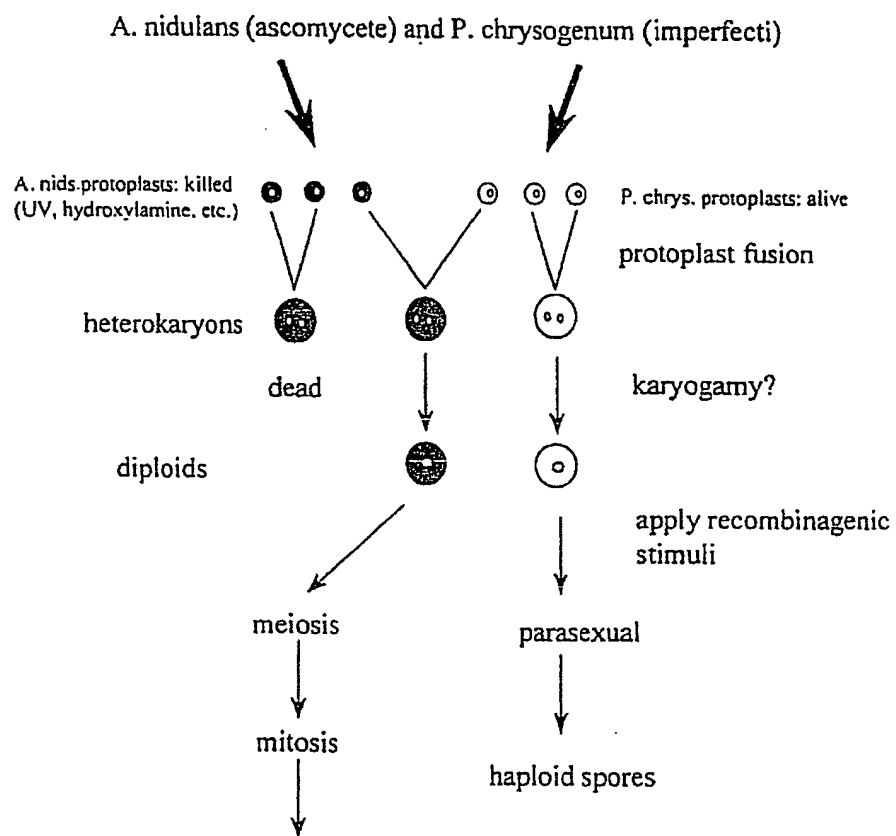 A. nidulans (ascomycete) and P. chrysogenum (imperfecti)
A. nids.protoplasts: killed
(UV, hydroxylamine, etc.)
P. chrys. protoplasts: alive
protoplast fusion
heterokaryons
dead
karyogamy?
diploids
apply recombinagenic
stimuli
meiosis
parasexual
mitosis
haploid spores